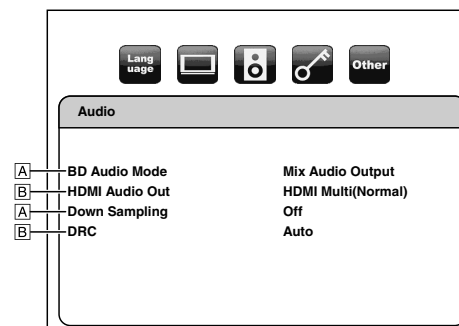 Lang
uage
Other
Audio
A BD Audio Mode Mix Audio Output
B HDMI Audio Out HDMI Multi(Normal)
A Down Sampling Off
B DRC Auto